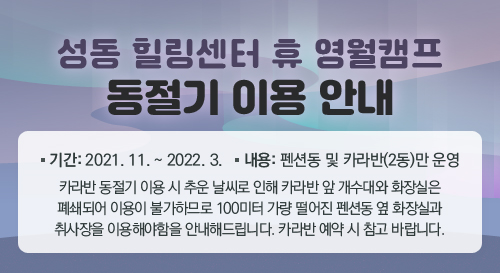 성동 힐링센터 휴 영월캠프
동절기 이용 안내
▪ 기간: 2021. 11. ~ 2022. 3. ▪ 내용: 펜션동 및 카라반(2동)만 운영
카라반 동절기 이용 시 추운 날씨로 인해 카라반 앞 개수대와 화장실은
폐쇄되어 이용이 불가하므로 100미터 가량 떨어진 펜션동 옆 화장실과
취사장을 이용해야함을 안내해드립니다. 카라반 예약 시 참고 바랍니다.